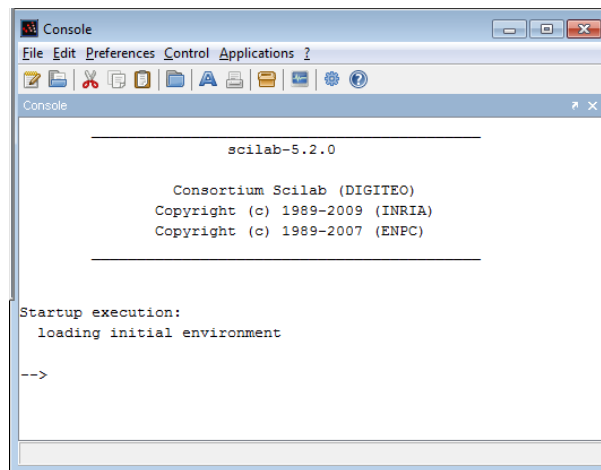 Console
File Edit Preferences Control Applications ?
Console
scilab-5.2.0
Consortium Scilab (DIGITEO)
Copyright (c) 1989-2009 (INRIA)
Copyright (c) 1989-2007 (ENPC)
Startup execution:
loading initial environment
-->